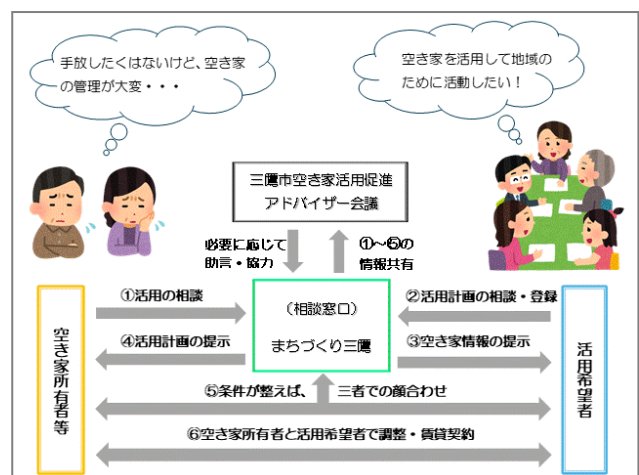 手放したくはないけど、空き家
の管理が大変・・・
空き家を活用して地域の
ために活動したい！
三鷹市空き家活用促進
アドバイザー会議
必要に応じて
助言・協力
①～⑤の
情報共有
①活用の相談
②活用計画の相談・登録
（相談窓口）
まちづくり三鷹
④活用計画の提示
③空き家情報の提示
空き家所有者等
活用希望者
⑤条件が整えば、 三者での顔合わせ
⑥空き家所有者と活用希望者で調整・賃貸契約